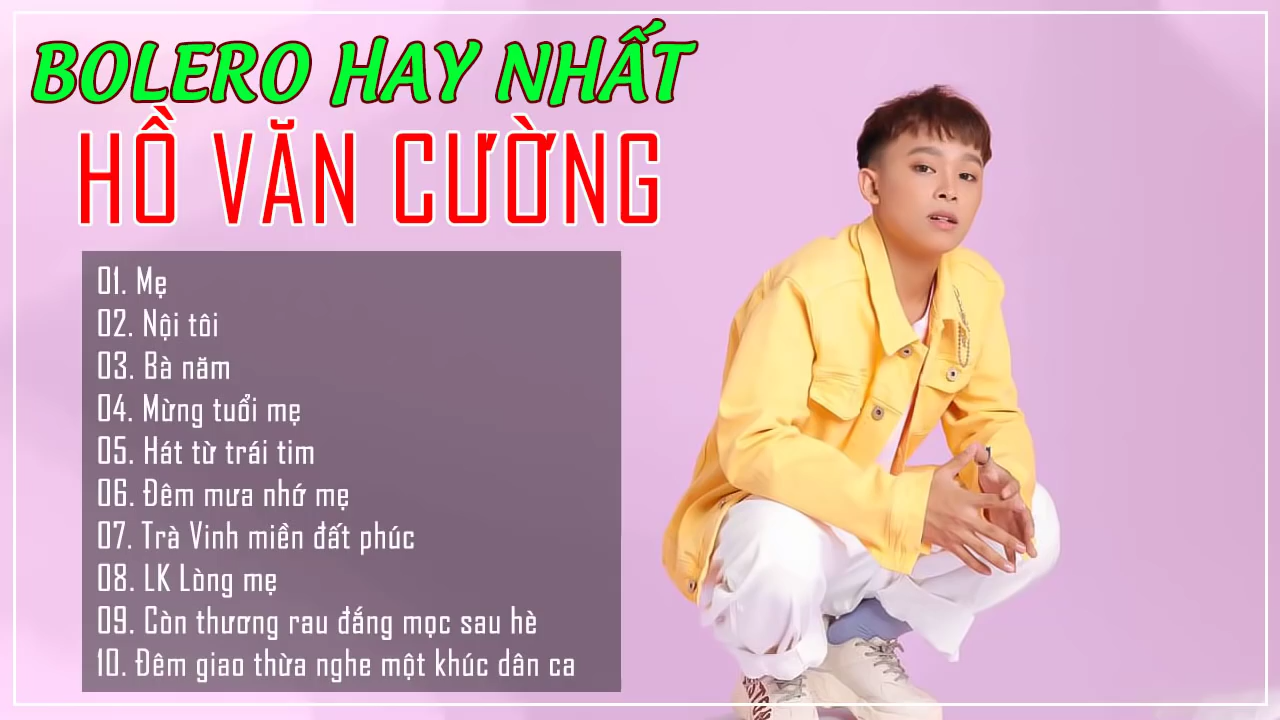 BOLERO HAY NHẤT
HỒ VĂN CƯỜNG
01. Mẹ
02. Nội tôi
03. Bà năm
04. Mừng tuổi mẹ
05. Hát từ trái tim
06. Đêm mưa nhớ mẹ
07. Trà Vinh miền đất phúc
08. LK Lòng mẹ
09. Còn thương rau đắng mọc sau hè
10. Đêm giao thừa nghe một khúc dân ca